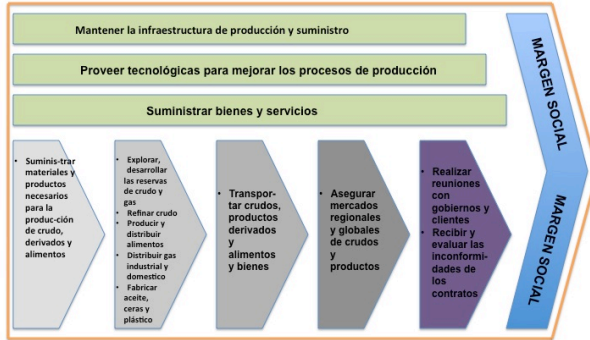 Mantener la infraestructura de producción y suministro
Proveer tecnológicas para mejorar los procesos de producción
Suministrar bienes y servicios
• Suminis-trar
materiales y
productos
necesarios
para la
produc-ción
de crudo,
derivados y
alimentos
• Explorar,
desarrollar
las reservas
de crudo y
gas
• Refinar crudo
• Producir y
distribuir
alimentos
• Distribuir gas
industrial y
domestico
• Fabricar
aceite,
ceras y
plástico
• Transpor-
tar crudos,
productos
derivados
y
alimentos
y bienes
• Asegurar
mercados
regionales
y globales
de crudos
y
productos
• Realizar
reuniones
con
gobiernos y
clientes
• Recibir y
evaluar las
inconformi-
dades de
los
contratos
MARGEN SOCIAL
MARGEN SOCIAL